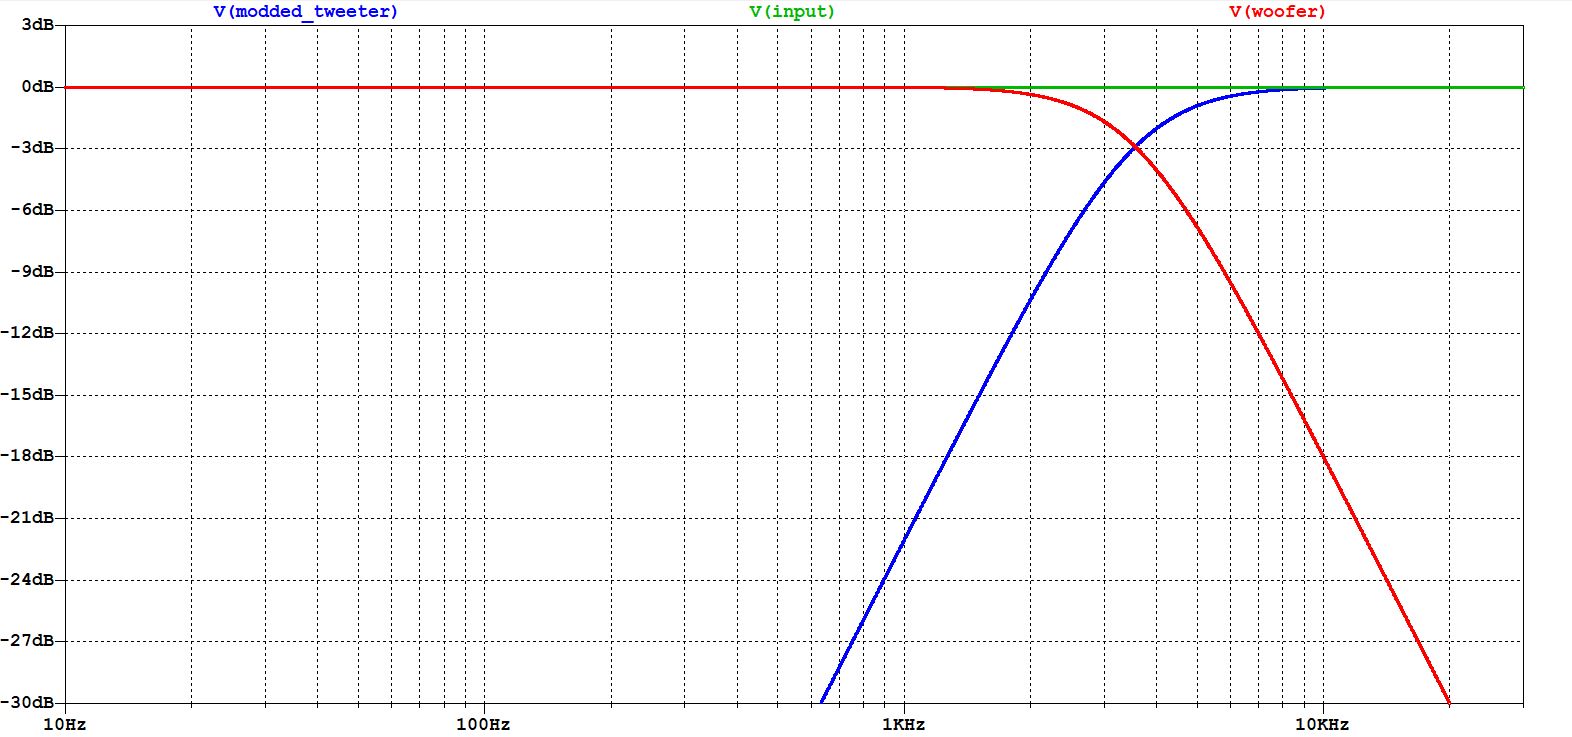 V(modded_tweeter) V(input) V(woofer)
3dB
0dB
-3dB
-6dB
-9dB
-12dB
-15dB
-18dB
-21dB
-24dB
-27dB
-30dB
10Hz 100Hz 1KHz 10KHz